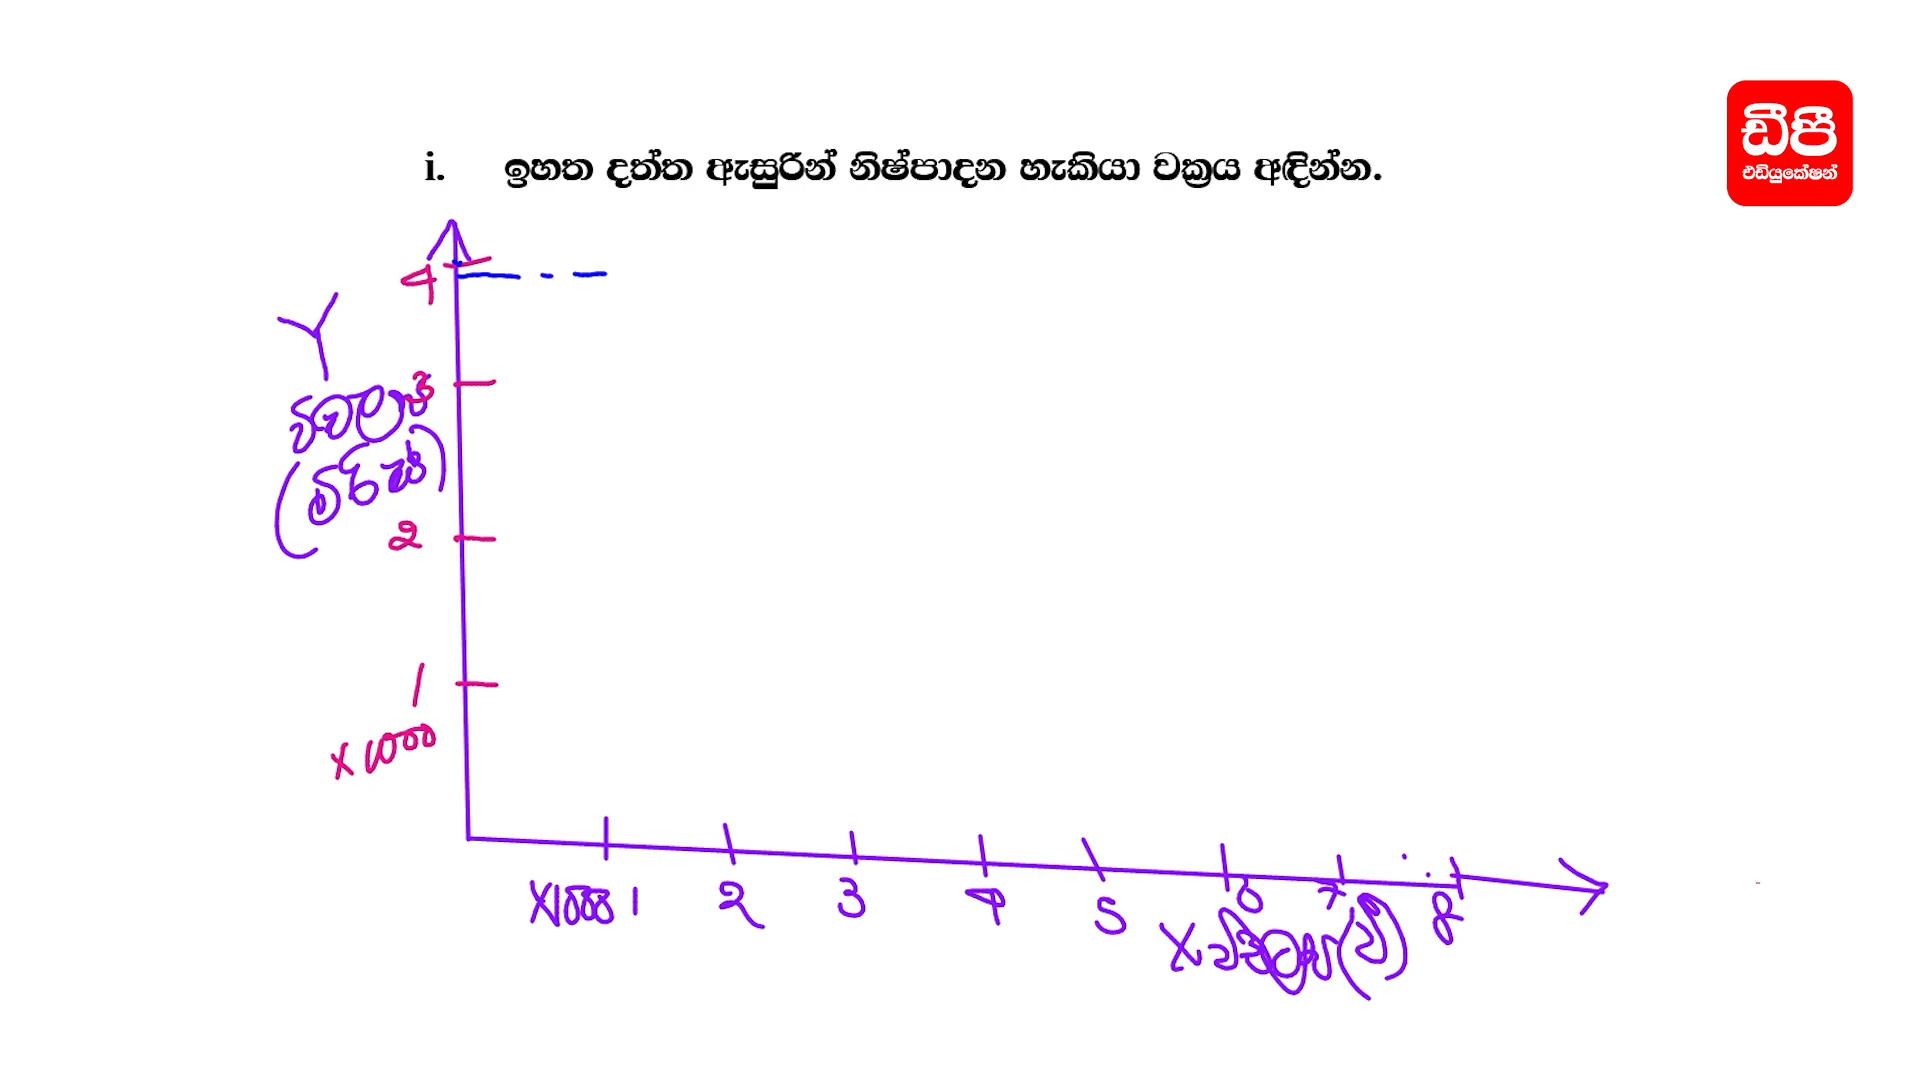 ඩීපී
එඩියුකේෂන්
i. ඉහත දත්ත ඇසුරින් නිෂ්පාදන හැකියා වක්‍රය අඳින්න.
4
Y
3
(මිරිස්)
2
1
x1000
1 2 3 4 5 6 7 8
X (වී)